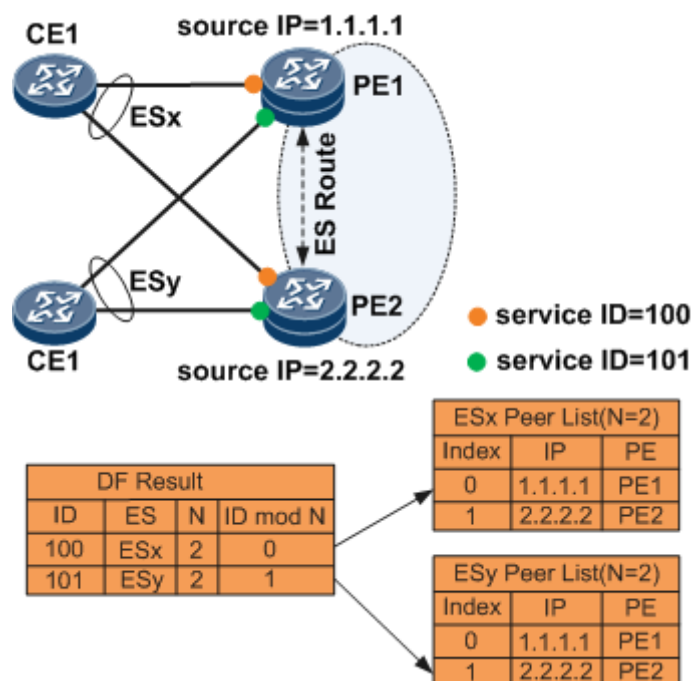 CE1
source IP=1.1.1.1
PE1
ESx
ES Route
ESy
PE2
CE1
source IP=2.2.2.2
service ID=100
service ID=101
DF Result
ID ES N ID mod N
100 ESx 2 0
101 ESy 2 1
ESx Peer List(N=2)
Index IP PE
0 1.1.1.1 PE1
1 2.2.2.2 PE2
ESy Peer List(N=2)
Index IP PE
0 1.1.1.1 PE1
1 2.2.2.2 PE2